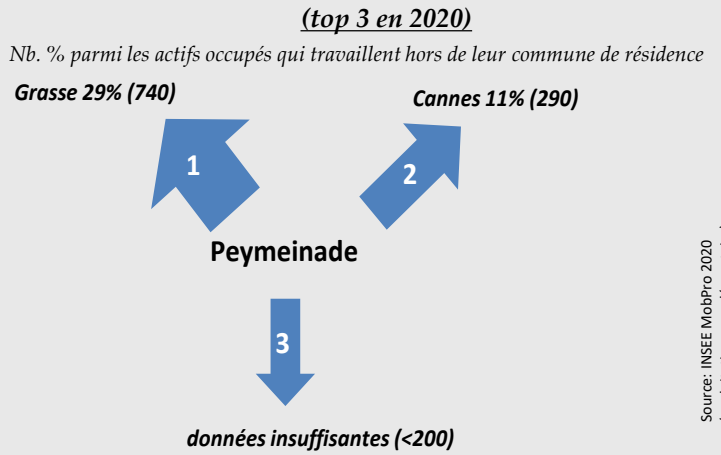 (top 3 en 2020)
Nb. % parmi les actifs occupés qui travaillent hors de leur commune de résidence
Grasse 29% (740)
Cannes 11% (290)
1
2
Peymeinade
3
données insuffisantes (<200)
Source: INSEE MobPro 2020